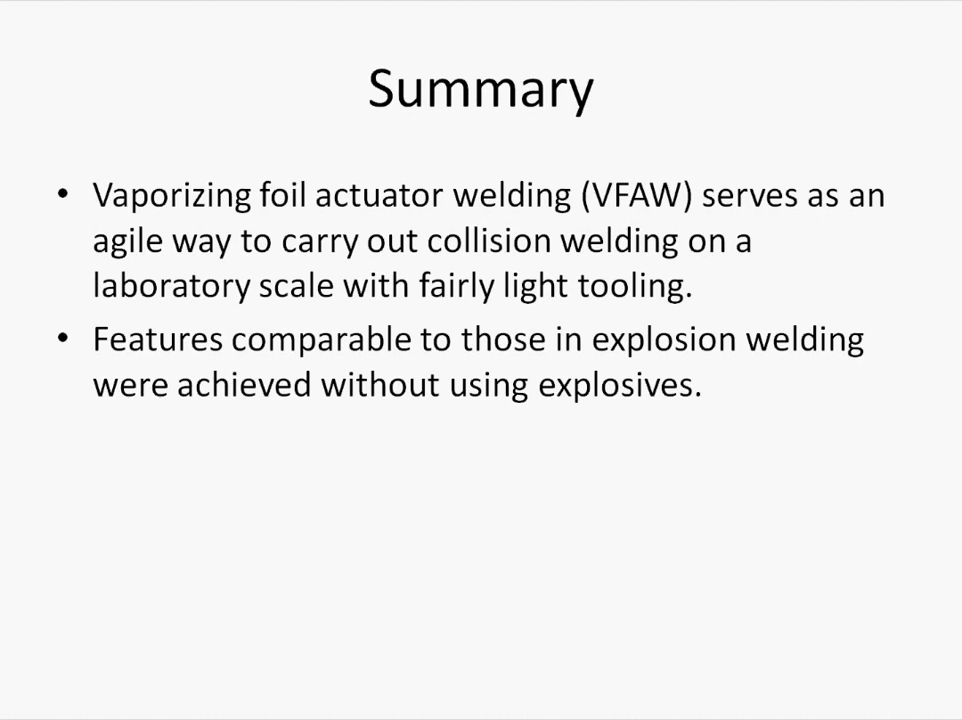 Summary
• Vaporizing foil actuator welding (VFAW) serves as an
agile way to carry out collision welding on a
laboratory scale with fairly light tooling.
• Features comparable to those in explosion welding
were achieved without using explosives.